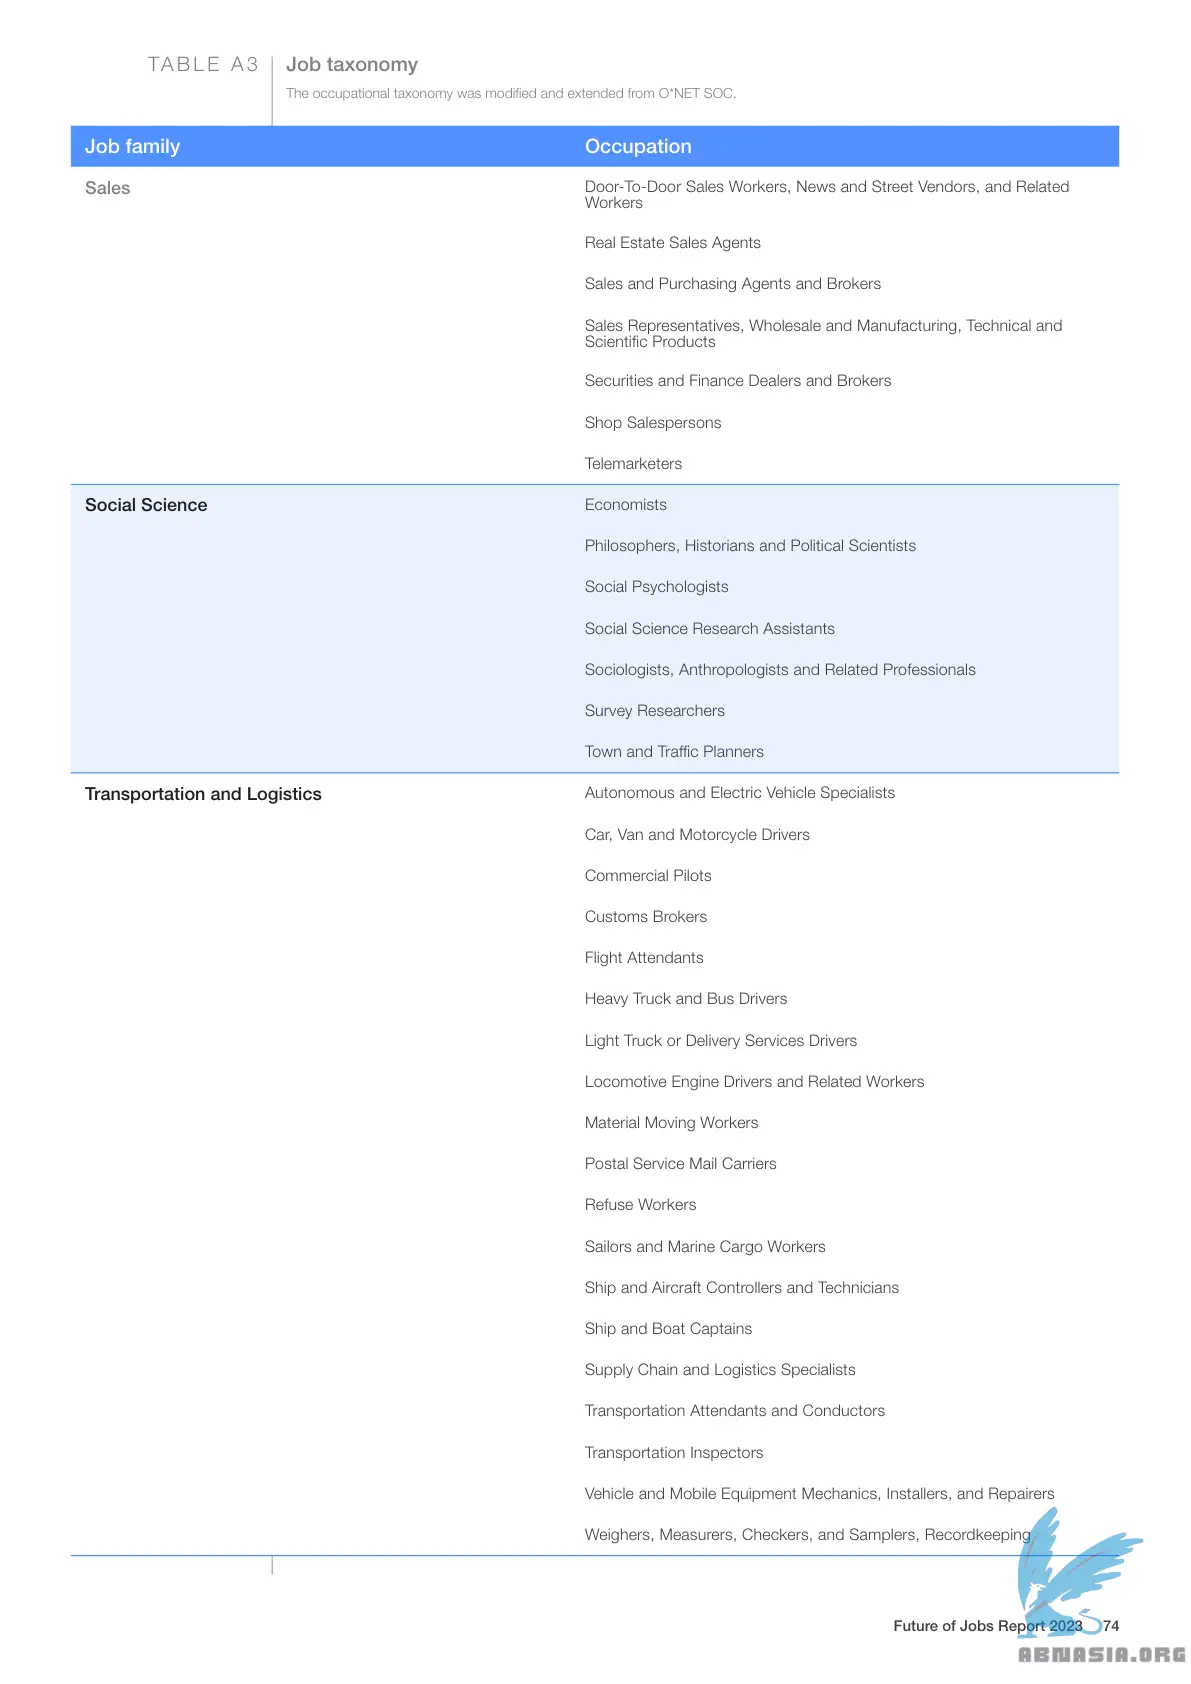 TABLE A3
Job taxonomy
The occupational taxonomy was modified and extended from O*NET SOC.
Job family
Occupation
Sales
Door-To-Door Sales Workers, News and Street Vendors, and Related
Workers
Real Estate Sales Agents
Sales and Purchasing Agents and Brokers
Sales Representatives, Wholesale and Manufacturing, Technical and
Scientific Products
Securities and Finance Dealers and Brokers
Shop Salespersons
Telemarketers
Social Science
Economists
Philosophers, Historians and Political Scientists
Social Psychologists
Social Science Research Assistants
Sociologists, Anthropologists and Related Professionals
Survey Researchers
Town and Traffic Planners
Transportation and Logistics
Autonomous and Electric Vehicle Specialists
Car, Van and Motorcycle Drivers
Commercial Pilots
Customs Brokers
Flight Attendants
Heavy Truck and Bus Drivers
Light Truck or Delivery Services Drivers
Locomotive Engine Drivers and Related Workers
Material Moving Workers
Postal Service Mail Carriers
Refuse Workers
Sailors and Marine Cargo Workers
Ship and Aircraft Controllers and Technicians
Ship and Boat Captains
Supply Chain and Logistics Specialists
Transportation Attendants and Conductors
Transportation Inspectors
Vehicle and Mobile Equipment Mechanics, Installers, and Repairers
Weighers, Measurers, Checkers, and Samplers, Recordkeeping
Future of Jobs Report 2023 74
ABNASIA.ORG